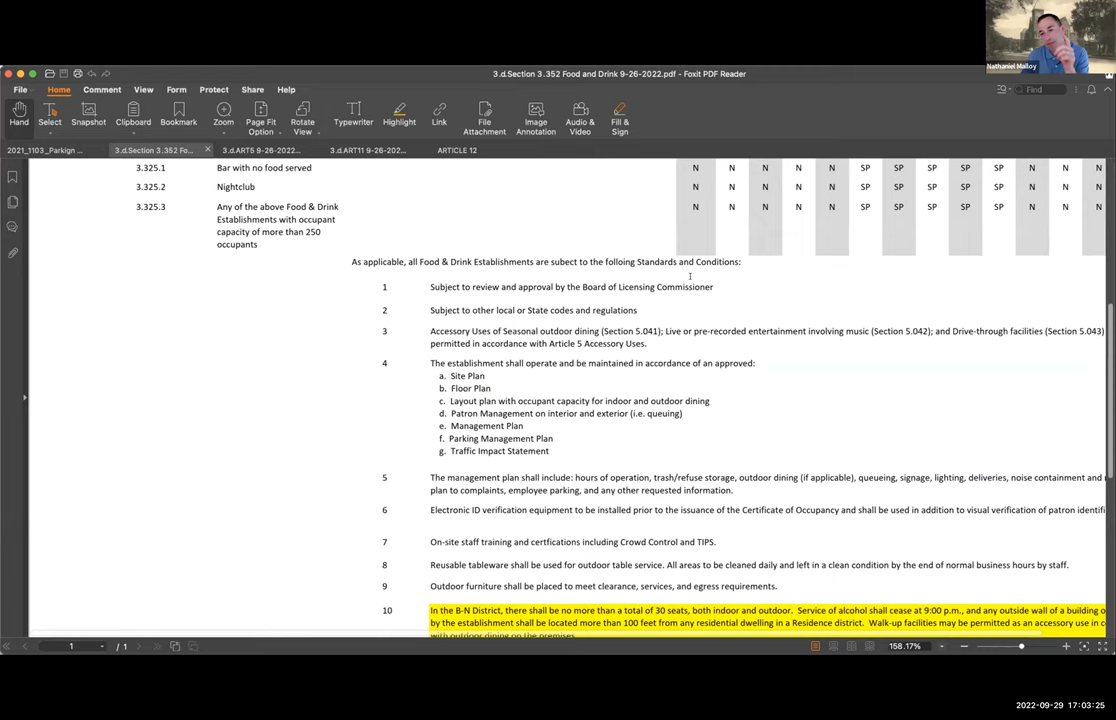 Nathaniel Malloy
3.d.Section 3.352 Food and Drink 9-26-2022.pdf - Foxit PDF Reader
File Home Comment View Form Protect Share Help
Find
Hand Select Snapshot Clipboard Bookmark Zoom Page Fit Option Rotate View Typewriter Highlight Link File Attachment Image Annotation Audio & Video Fill & Sign
2021_1103_Parkign ... 3.d.Section 3.352 Fo... 3.d.ART5 9-26-2022... 3.d.ART11 9-26-202... ARTICLE 12
3.325.1 Bar with no food served N N N N N SP SP SP SP SP N N N
3.325.2 Nightclub N N N N N SP SP SP SP SP N N N
3.325.3 Any of the above Food & Drink N N N N N SP SP SP SP SP N N N
Establishments with occupant
capacity of more than 250
occupants
As applicable, all Food & Drink Establishments are subect to the folloing Standards and Conditions:
1 Subject to review and approval by the Board of Licensing Commissioner
2 Subject to other local or State codes and regulations
3 Accessory Uses of Seasonal outdoor dining (Section 5.041); Live or pre-recorded entertainment involving music (Section 5.042); and Drive-through facilities (Section 5.043)
permitted in accordance with Article 5 Accessory Uses.
4 The establishment shall operate and be maintained in accordance of an approved:
a. Site Plan
b. Floor Plan
c. Layout plan with occupant capacity for indoor and outdoor dining
d. Patron Management on interior and exterior (i.e. queuing)
e. Management Plan
f. Parking Management Plan
g. Traffic Impact Statement
5 The management plan shall include: hours of operation, trash/refuse storage, outdoor dining (if applicable), queueing, signage, lighting, deliveries, noise containment and
plan to complaints, employee parking, and any other requested information.
6 Electronic ID verification equipment to be installed prior to the issuance of the Certificate of Occupancy and shall be used in addition to visual verification of patron identifi
7 On-site staff training and certfications including Crowd Control and TIPS.
8 Reusable tableware shall be used for outdoor table service. All areas to be cleaned daily and left in a clean condition by the end of normal business hours by staff.
9 Outdoor furniture shall be placed to meet clearance, services, and egress requirements.
10 In the B-N District, there shall be no more than a total of 30 seats, both indoor and outdoor. Service of alcohol shall cease at 9:00 p.m., and any outside wall of a building o
by the establishment shall be located more than 100 feet from any residential dwelling in a Residence district. Walk-up facilities may be permitted as an accessory use in c
with outdoor dining on the premises
1 / 1 158.17%
2022-09-29 17:03:25